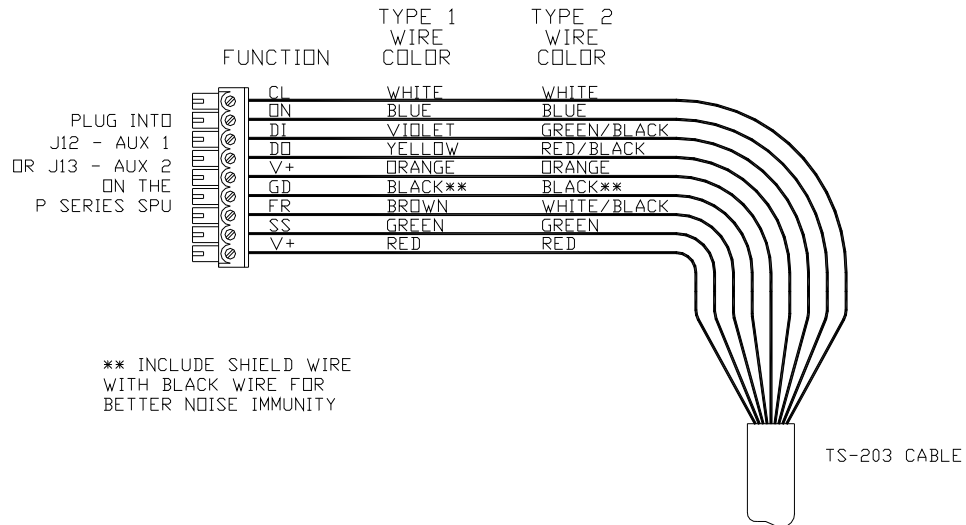 TYPE 1 TYPE 2
WIRE WIRE
FUNCTION COLOR COLOR
CL WHITE WHITE
ON BLUE BLUE
DI VIOLET GREEN/BLACK
DO YELLOW RED/BLACK
V+ ORANGE ORANGE
GD BLACK** BLACK**
FR BROWN WHITE/BLACK
SS GREEN GREEN
V+ RED RED
PLUG INTO
J12 - AUX 1
OR J13 - AUX 2
ON THE
P SERIES SPU
** INCLUDE SHIELD WIRE
WITH BLACK WIRE FOR
BETTER NOISE IMMUNITY
TS-203 CABLE